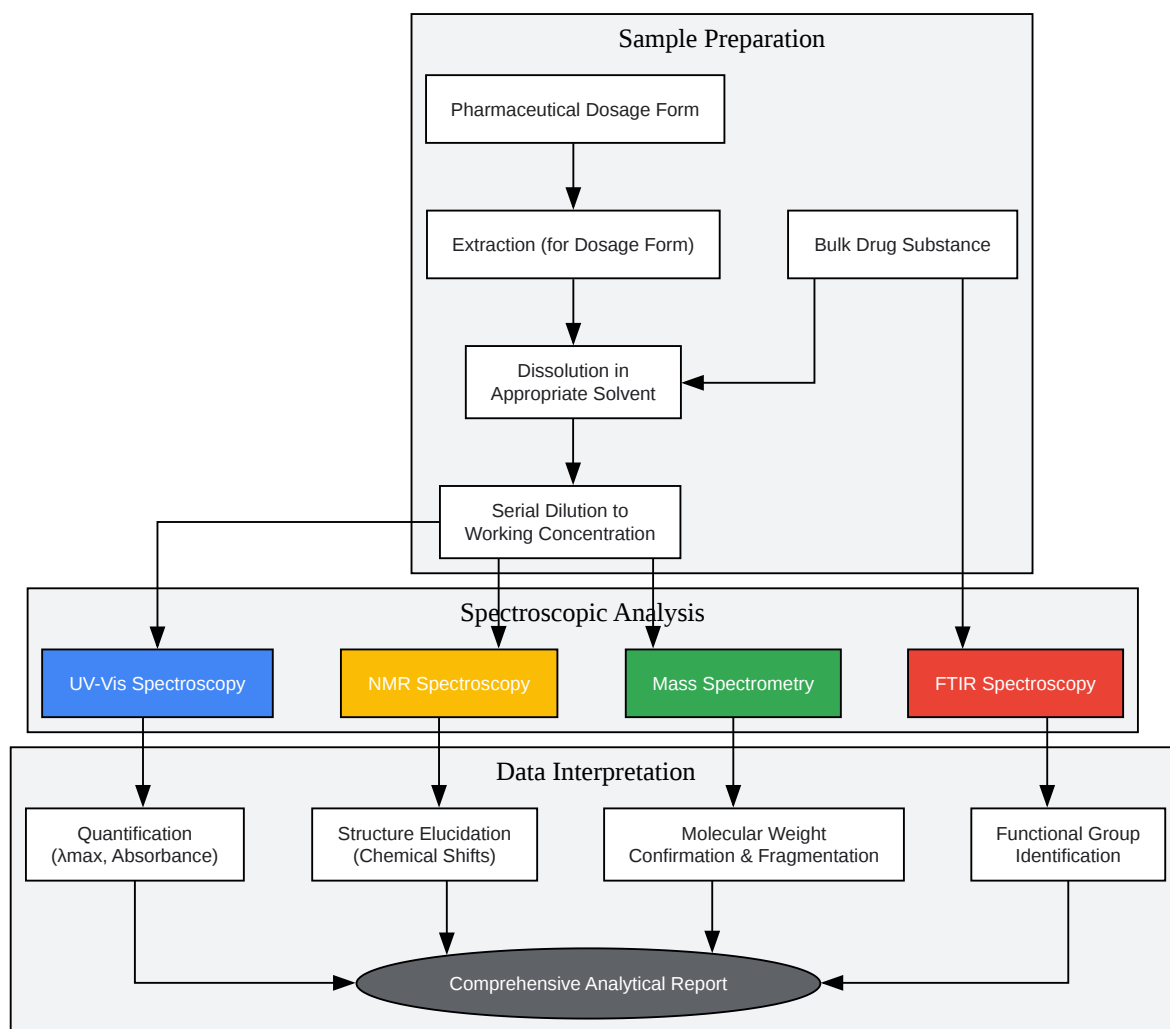 Sample Preparation
Pharmaceutical Dosage Form
Extraction (for Dosage Form)
Bulk Drug Substance
Dissolution in
Appropriate Solvent
Serial Dilution to
Working Concentration
Spectroscopic Analysis
UV-Vis Spectroscopy
NMR Spectroscopy
Mass Spectrometry
FTIR Spectroscopy
Data Interpretation
Quantification
(λmax, Absorbance)
Structure Elucidation
(Chemical Shifts)
Molecular Weight
Confirmation & Fragmentation
Functional Group
Identification
Comprehensive Analytical Report